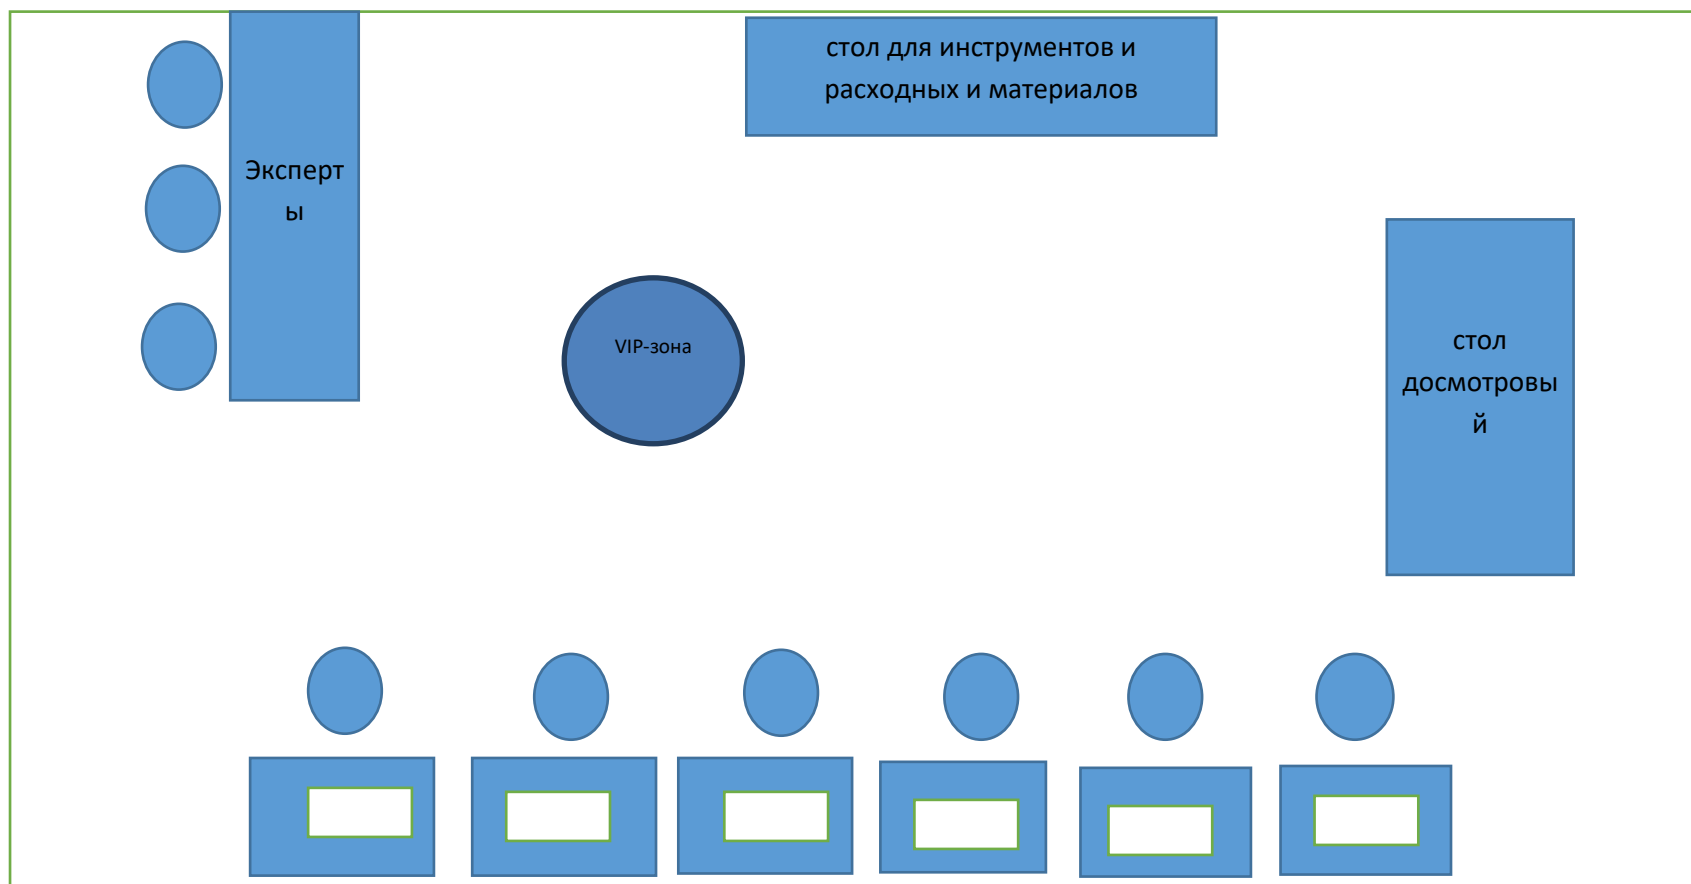 стол для инструментов и
расходных и материалов
Эксперт
ы
VIP-зона
стол
досмотровы
й